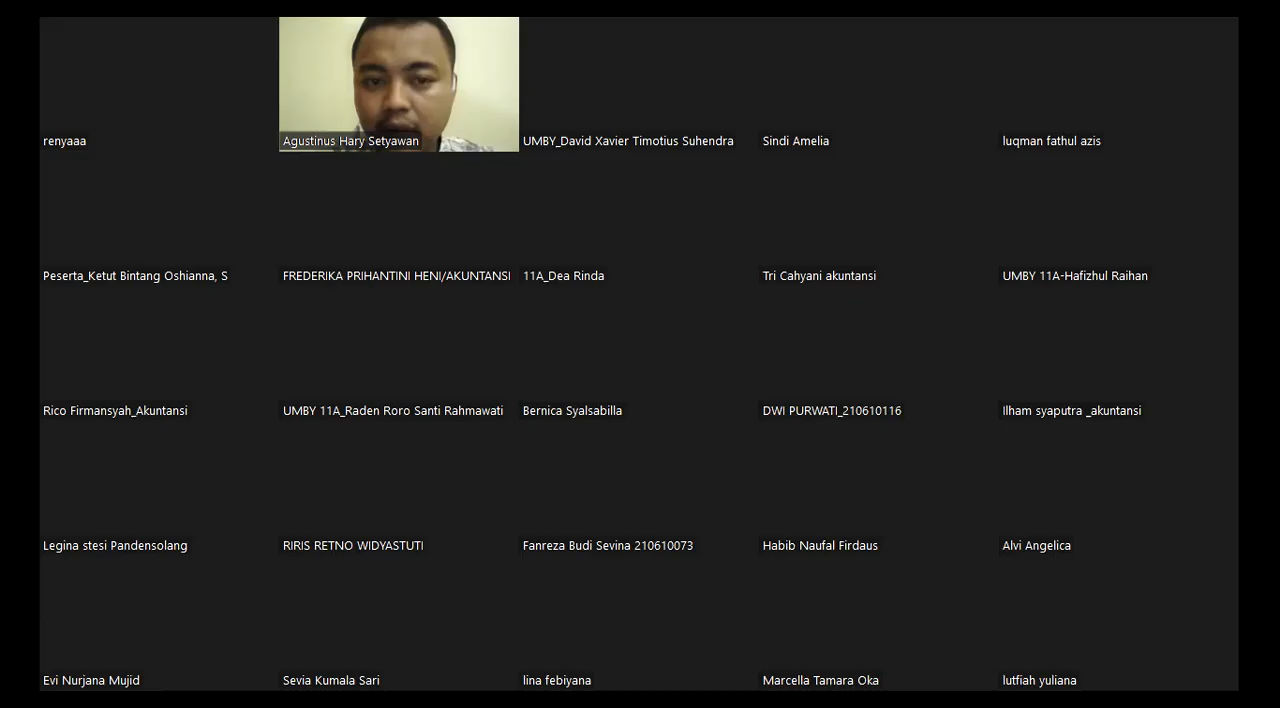 renyaaa
Agustinus Hary Setyawan
UMBY_David Xavier Timotius Suhendra
Sindi Amelia
luqman fathul azis
Peserta_Ketut Bintang Oshianna, S
FREDERIKA PRIHANTINI HENI/AKUNTANSI
11A_Dea Rinda
Tri Cahyani akuntansi
UMBY 11A-Hafizhul Raihan
Rico Firmansyah_Akuntansi
UMBY 11A_Raden Roro Santi Rahmawati
Bernica Syalsabilla
DWI PURWATI_210610116
Ilham syaputra _akuntansi
Legina stesi Pandensolang
RIRIS RETNO WIDYASTUTI
Fanreza Budi Sevina 210610073
Habib Naufal Firdaus
Alvi Angelica
Evi Nurjana Mujid
Sevia Kumala Sari
lina febiyana
Marcella Tamara Oka
lutfiah yuliana